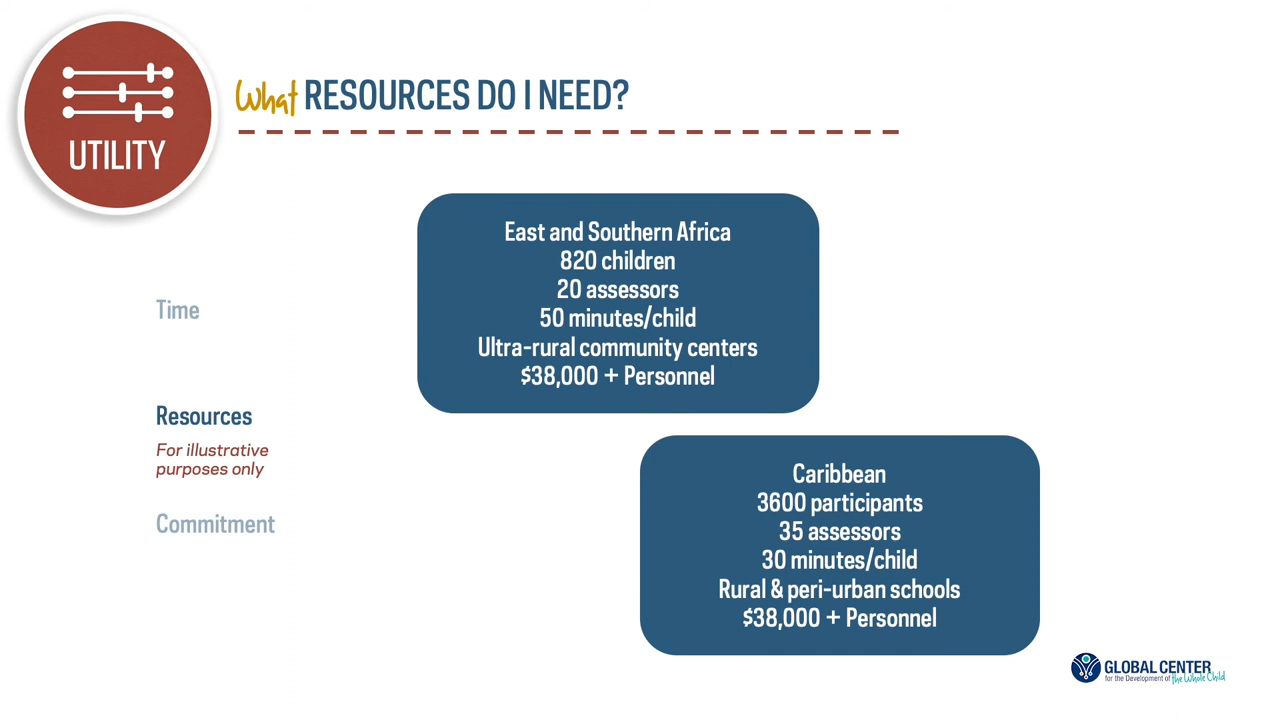 UTILITY
What RESOURCES DO I NEED?
East and Southern Africa
820 children
20 assessors
50 minutes/child
Ultra-rural community centers
$38,000 + Personnel
Time
Resources
For illustrative
purposes only
Commitment
Caribbean
3600 participants
35 assessors
30 minutes/child
Rural & peri-urban schools
$38,000 + Personnel
GLOBAL CENTER
for the Development of the Whole Child